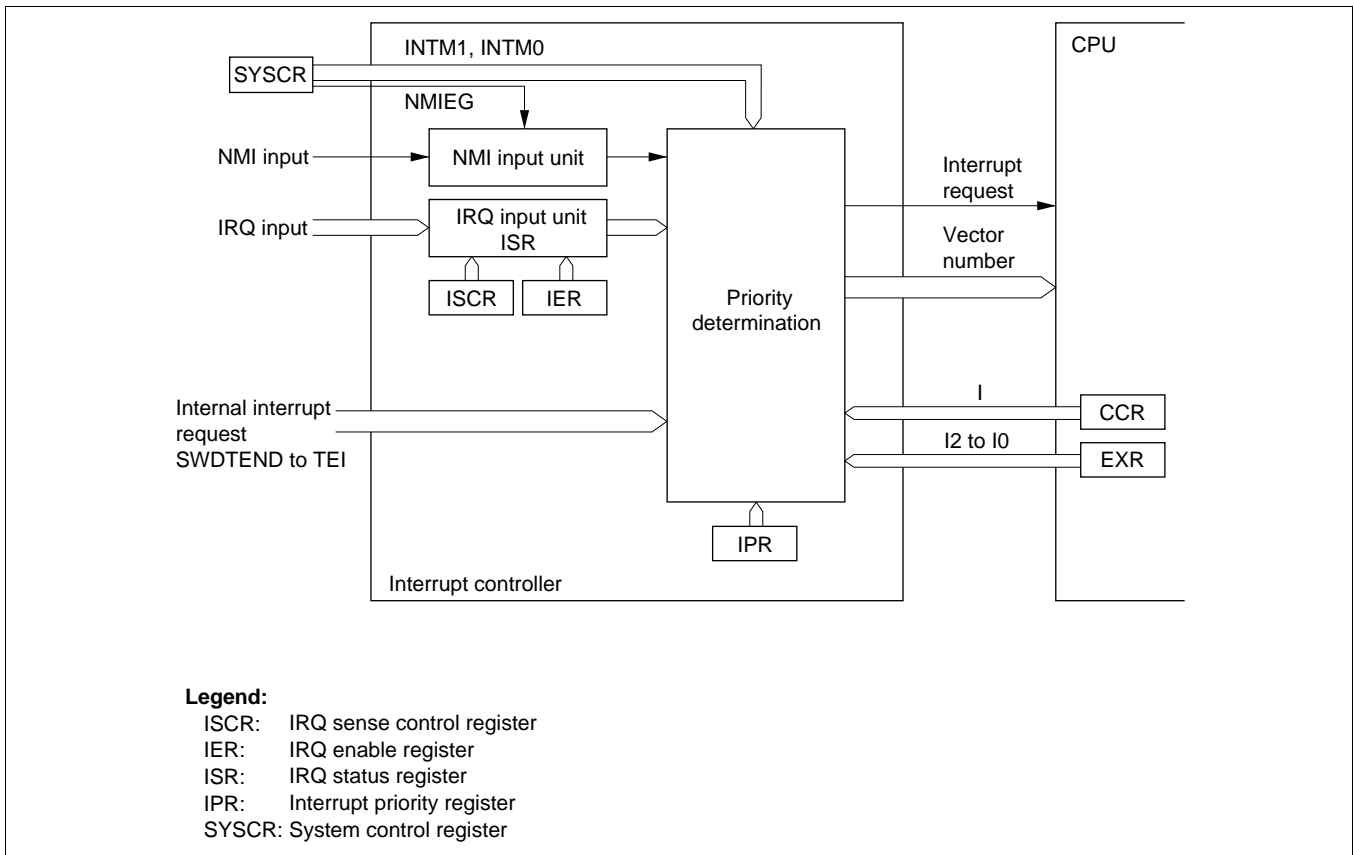 INTM1, INTM0
CPU
SYSCR
NMIEG
NMI input
NMI input unit
Interrupt
request
IRQ input
IRQ input unit
ISR
Vector
number
ISCR
IER
Priority
determination
I
CCR
Internal interrupt
request
SWDTEND to TEI
I2 to I0
EXR
IPR
Interrupt controller
Legend:
ISCR: IRQ sense control register
IER: IRQ enable register
ISR: IRQ status register
IPR: Interrupt priority register
SYSCR: System control register